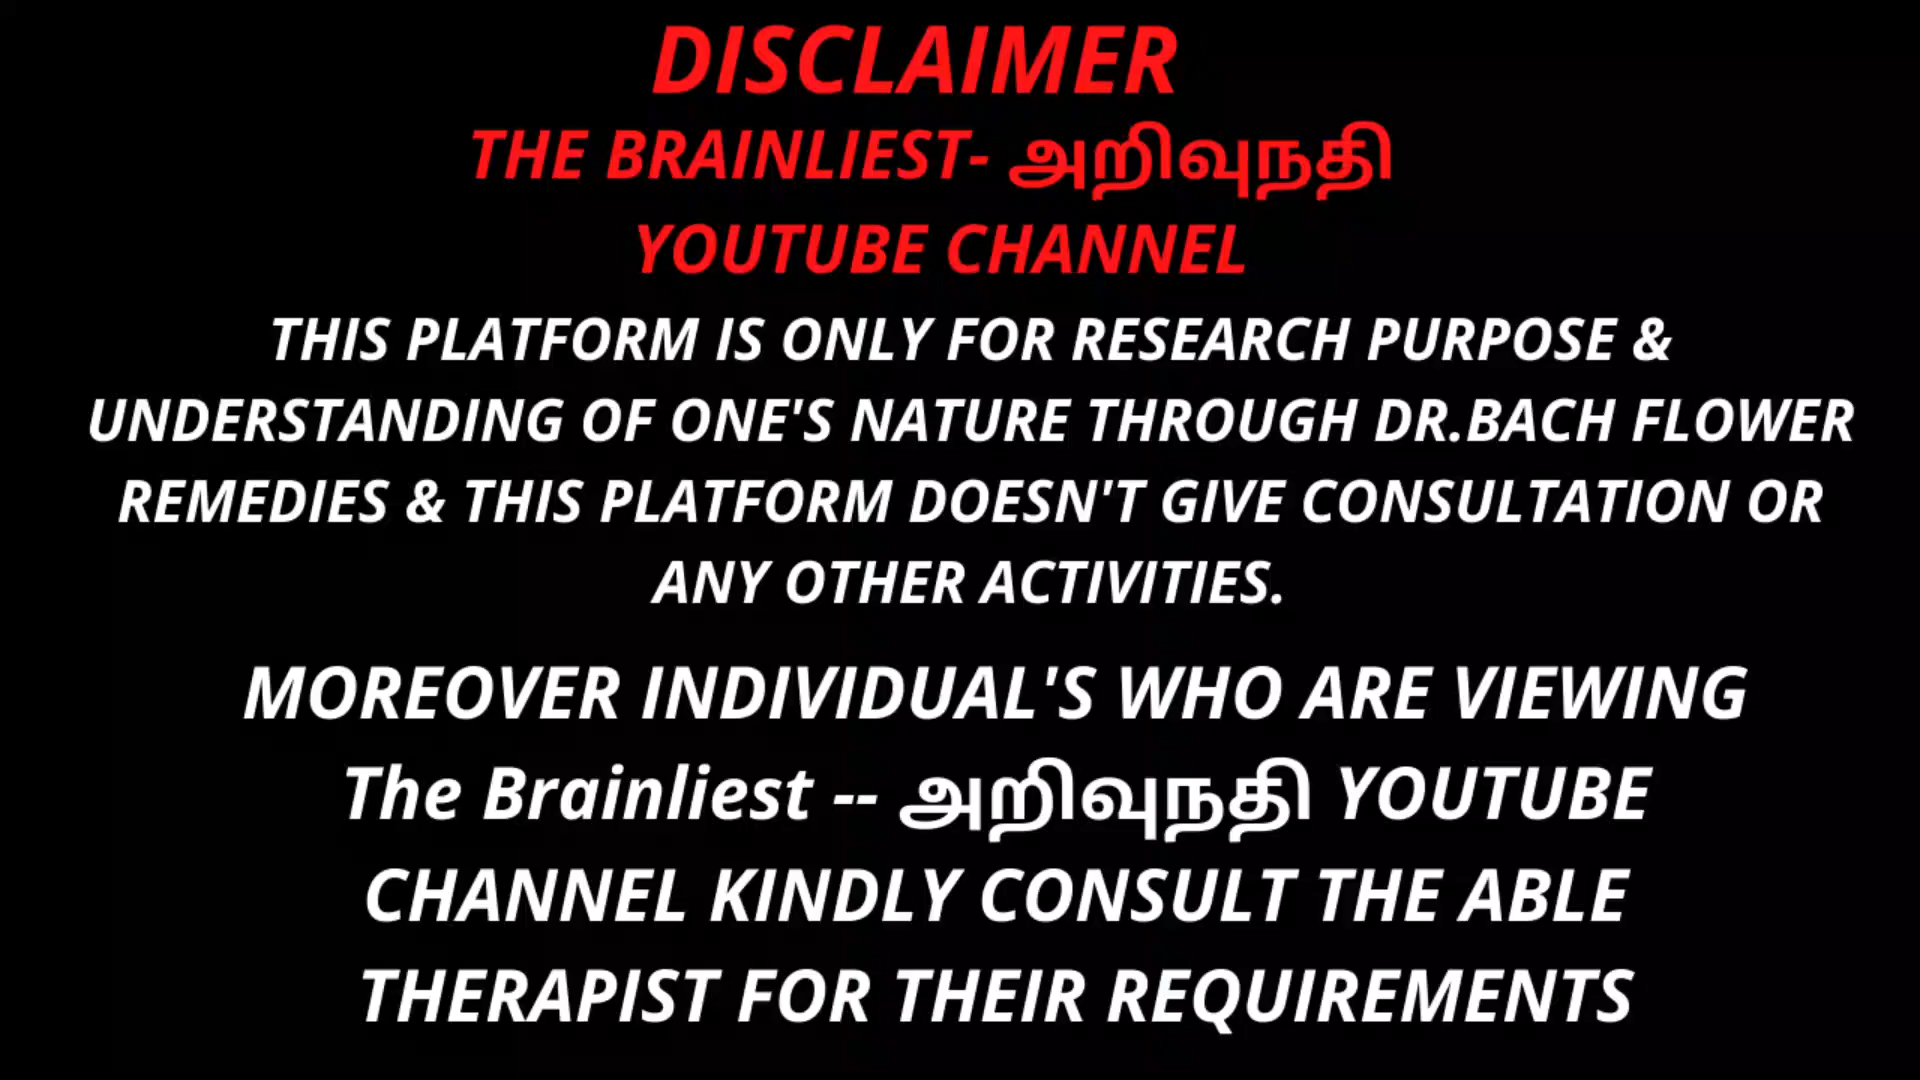 DISCLAIMER
THE BRAINLIEST- அறிவுநதி
YOUTUBE CHANNEL
THIS PLATFORM IS ONLY FOR RESEARCH PURPOSE &
UNDERSTANDING OF ONE'S NATURE THROUGH DR.BACH FLOWER
REMEDIES & THIS PLATFORM DOESN'T GIVE CONSULTATION OR
ANY OTHER ACTIVITIES.
MOREOVER INDIVIDUAL'S WHO ARE VIEWING
The Brainliest -- அறிவுநதி YOUTUBE
CHANNEL KINDLY CONSULT THE ABLE
THERAPIST FOR THEIR REQUIREMENTS